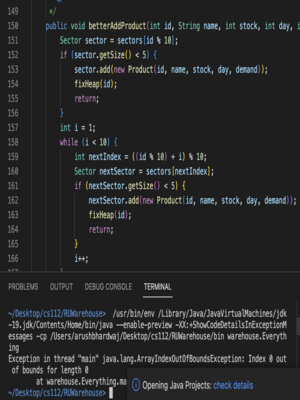 149 */
150 public void betterAddProduct(int id, String name, int stock, int day, i
151 Sector sector = sectors[id % 10];
152 if (sector.getSize() < 5) {
153 sector.add(new Product(id, name, stock, day, demand));
154 fixHeap(id);
155 return;
156 }
157 int i = 1;
158 while (i < 10) {
159 int nextIndex = ((id % 10) + i) % 10;
160 Sector nextSector = sectors[nextIndex];
161 if (nextSector.getSize() < 5) {
162 nextSector.add(new Product(id, name, stock, day, demand));
163 fixHeap(id);
164 return;
165 }
166 i++;
167 }
PROBLEMS OUTPUT DEBUG CONSOLE TERMINAL
~/Desktop/cs112/RUWarehouse> /usr/bin/env /Library/Java/JavaVirtualMachines/jdk
-19.jdk/Contents/Home/bin/java --enable-preview -XX:+ShowCodeDetailsInExceptionM
essages -cp /Users/arushbhardwaj/Desktop/cs112/RUWarehouse/bin warehouse.Everyth
ing
Exception in thread "main" java.lang.ArrayIndexOutOfBoundsException: Index 0 out
of bounds for length 0
at warehouse.Everything.ma
~/Desktop/cs112/RUWarehouse>
Opening Java Projects: check details